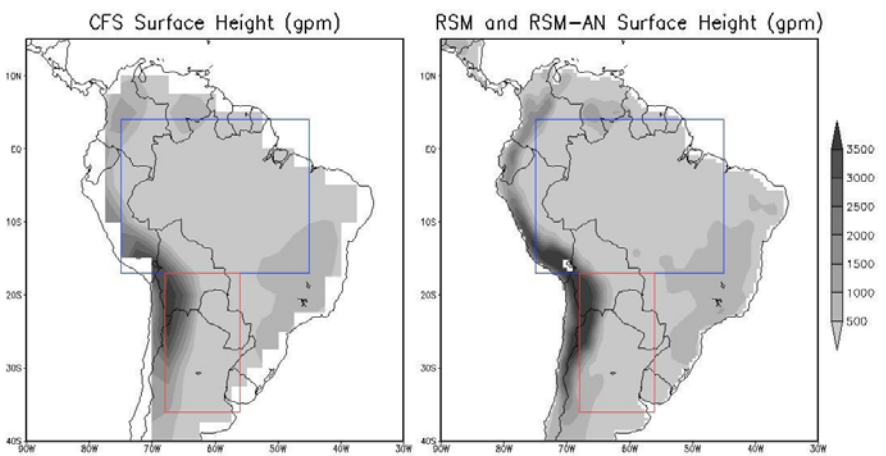 CFS Surface Height (gpm)
RSM and RSM-AN Surface Height (gpm)
10N
EQ
10S
20S
30S
40S
90W 80W 70W 60W 50W 40W 30W
10N
EQ
10S
20S
30S
40S
90W 80W 70W 60W 50W 40W 30W
3500
3000
2500
2000
1500
1000
500